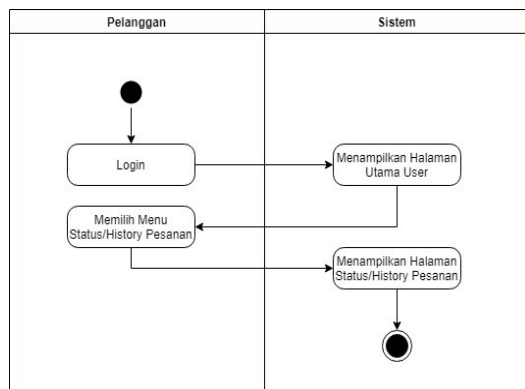 Pelanggan
Sistem
Login
Menampilkan Halaman
Utama User
Memilih Menu
Status/History Pesanan
Menampilkan Halaman
Status/History Pesanan